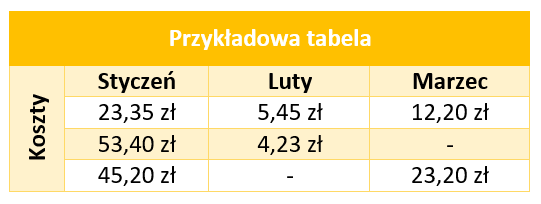 Przykładowa tabela
Koszty
Styczeń Luty Marzec
23,35 zł 5,45 zł 12,20 zł
53,40 zł 4,23 zł -
45,20 zł - 23,20 zł